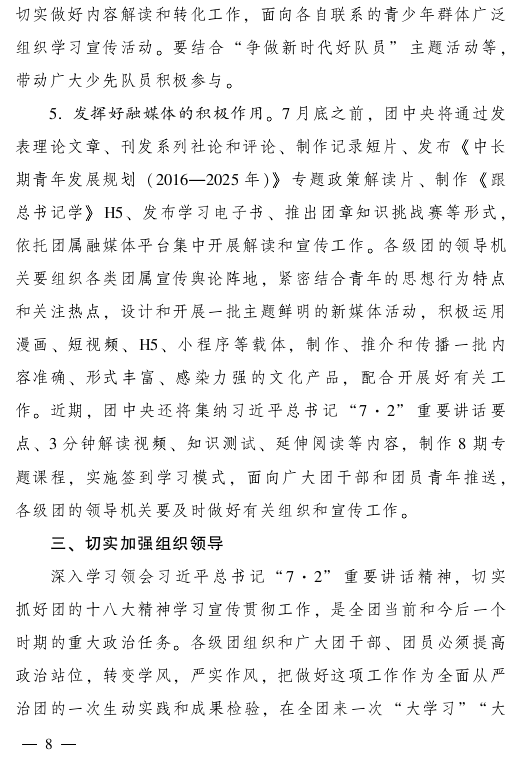 切实做好内容解读和转化工作，面向各自联系的青少年群体广泛
组织学习宣传活动。要结合“争做新时代好队员”主题活动等，
带动广大少先队员积极参与。
5. 发挥好融媒体的积极作用。7月底之前，团中央将通过发
表理论文章、刊发系列社论和评论、制作记录短片、发布《中长
期青年发展规划（2016—2025年）》专题政策解读片、制作《跟
总书记学》H5、发布学习电子书、推出团章知识挑战赛等形式，
依托团属融媒体平台集中开展解读和宣传工作。各级团的领导机
关要组织各类团属宣传舆论阵地，紧密结合青年的思想行为特点
和关注热点，设计和开展一批主题鲜明的新媒体活动，积极运用
漫画、短视频、H5、小程序等载体，制作、推介和传播一批内
容准确、形式丰富、感染力强的文化产品，配合开展好有关工
作。近期，团中央还将集纳习近平总书记“7·2”重要讲话要
点、3分钟解读视频、知识测试、延伸阅读等内容，制作8期专
题课程，实施签到学习模式，面向广大团干部和团员青年推送，
各级团的领导机关要及时做好有关组织和宣传工作。
三、切实加强组织领导
深入学习领会习近平总书记“7·2”重要讲话精神，切实
抓好团的十八大精神学习宣传贯彻工作，是全团当前和今后一个
时期的重大政治任务。各级团组织和广大团干部、团员必须提高
政治站位，转变学风，严实作风，把做好这项工作作为全面从严
治团的一次生动实践和成果检验，在全团来一次“大学习”“大
— 8 —